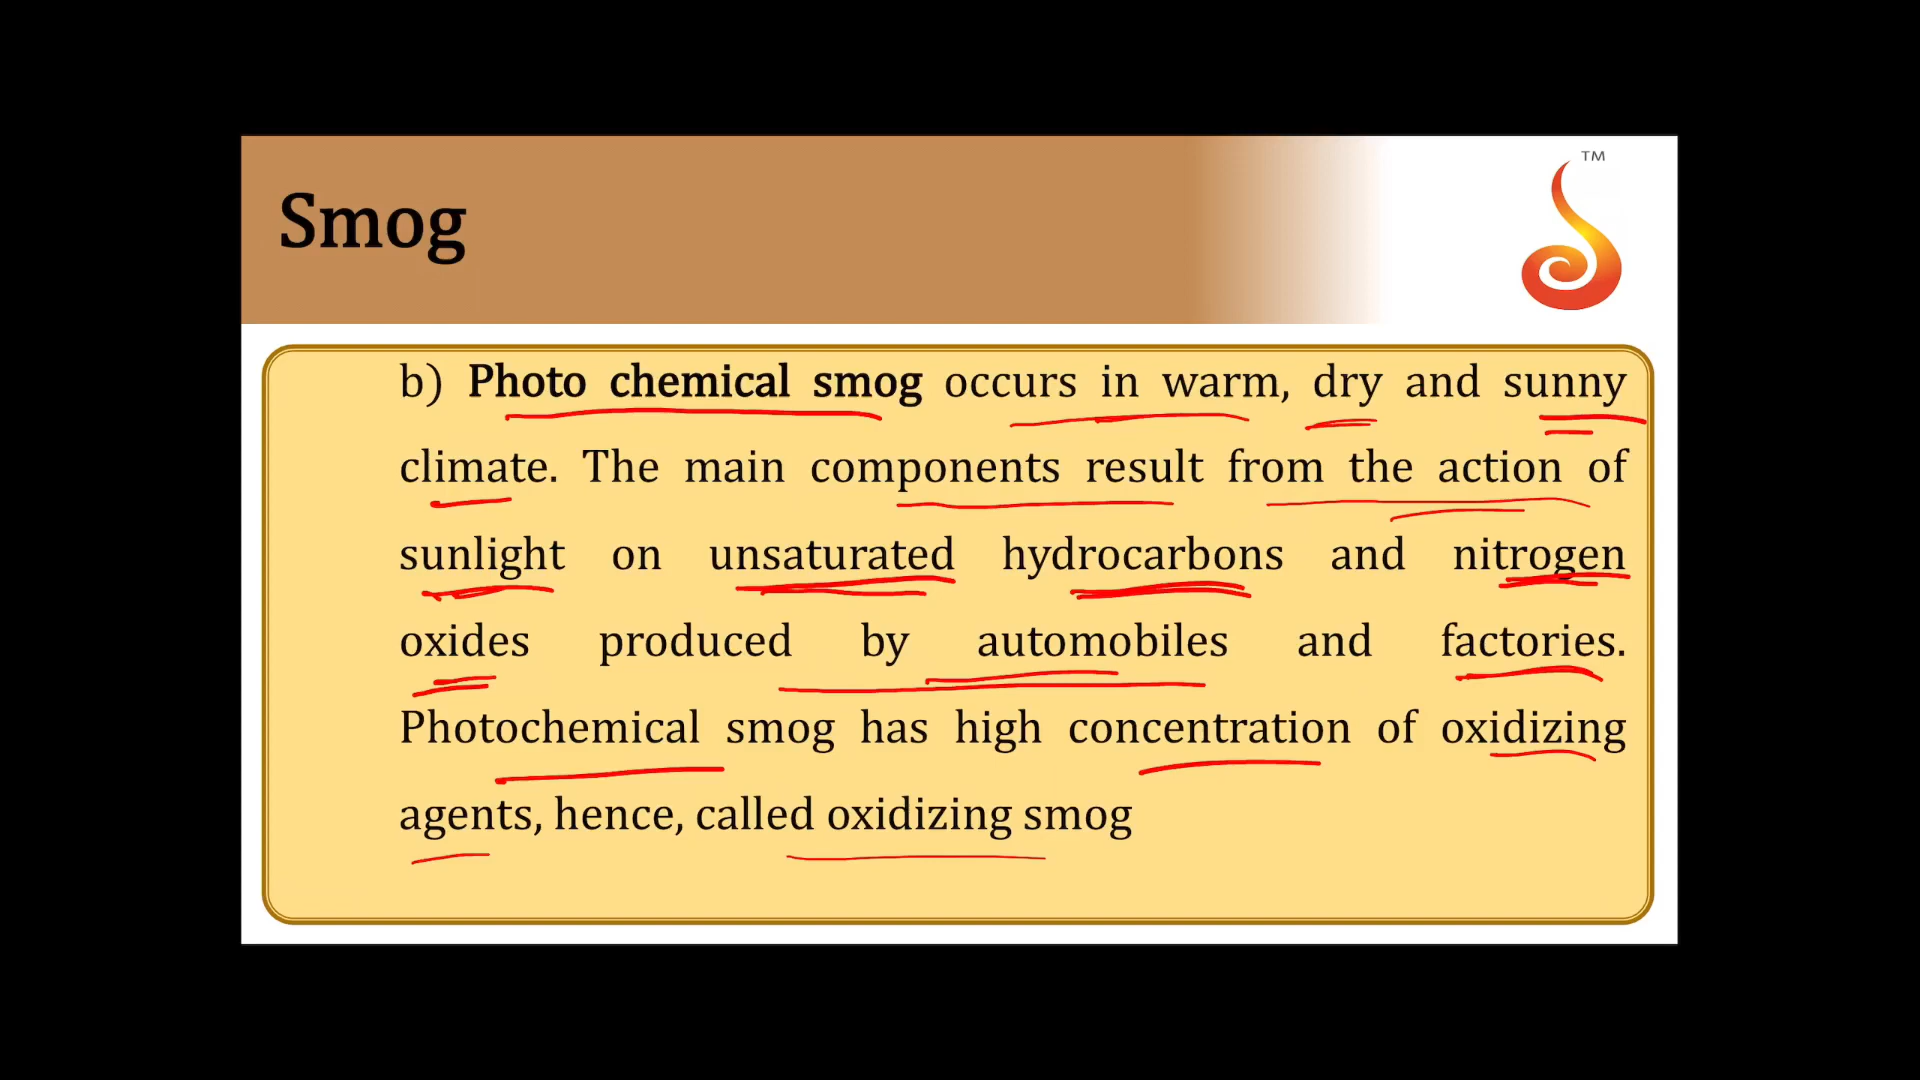 TM
Smog
b) Photo chemical smog occurs in warm, dry and sunny
climate. The main components result from the action of
sunlight on unsaturated hydrocarbons and nitrogen
oxides produced by automobiles and factories.
Photochemical smog has high concentration of oxidizing
agents, hence, called oxidizing smog